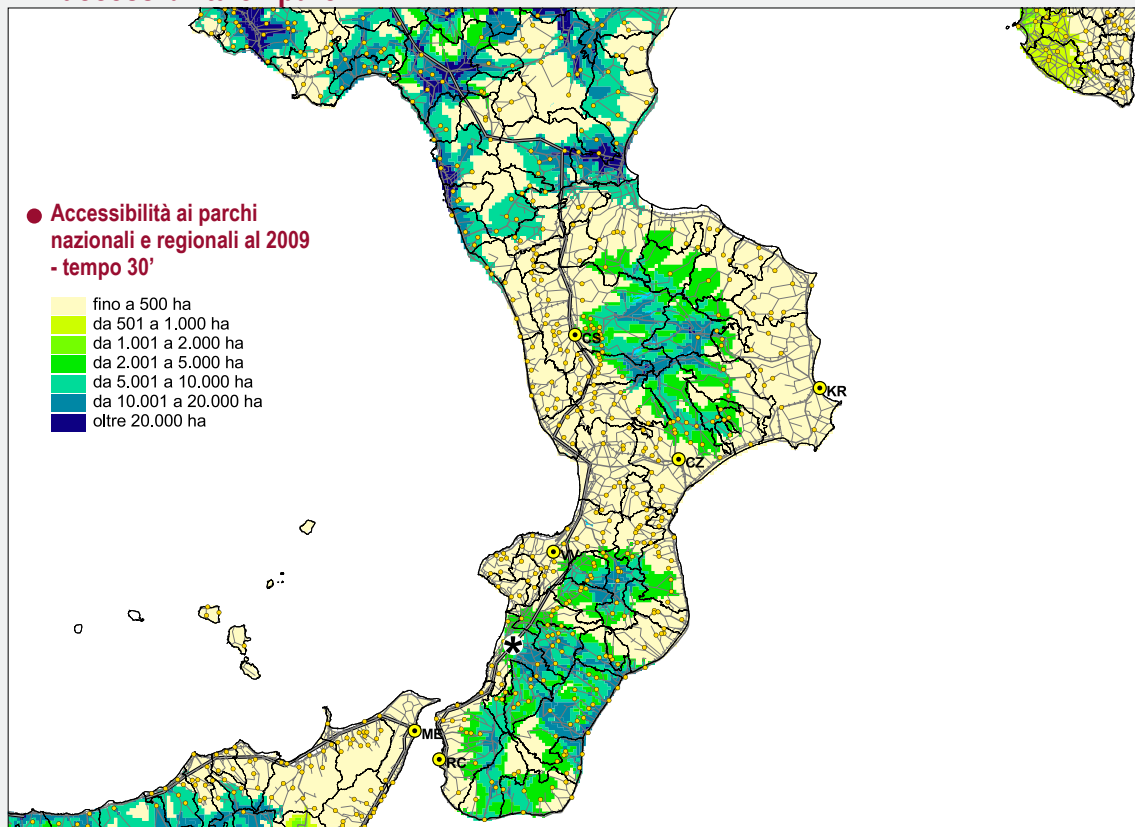 ● Accessibilità ai parchi
nazionali e regionali al 2009
- tempo 30'
fino a 500 ha
da 501 a 1.000 ha
da 1.001 a 2.000 ha
da 2.001 a 5.000 ha
da 5.001 a 10.000 ha
da 10.001 a 20.000 ha
oltre 20.000 ha
CS
KR
CZ
VV
*
ME
RC